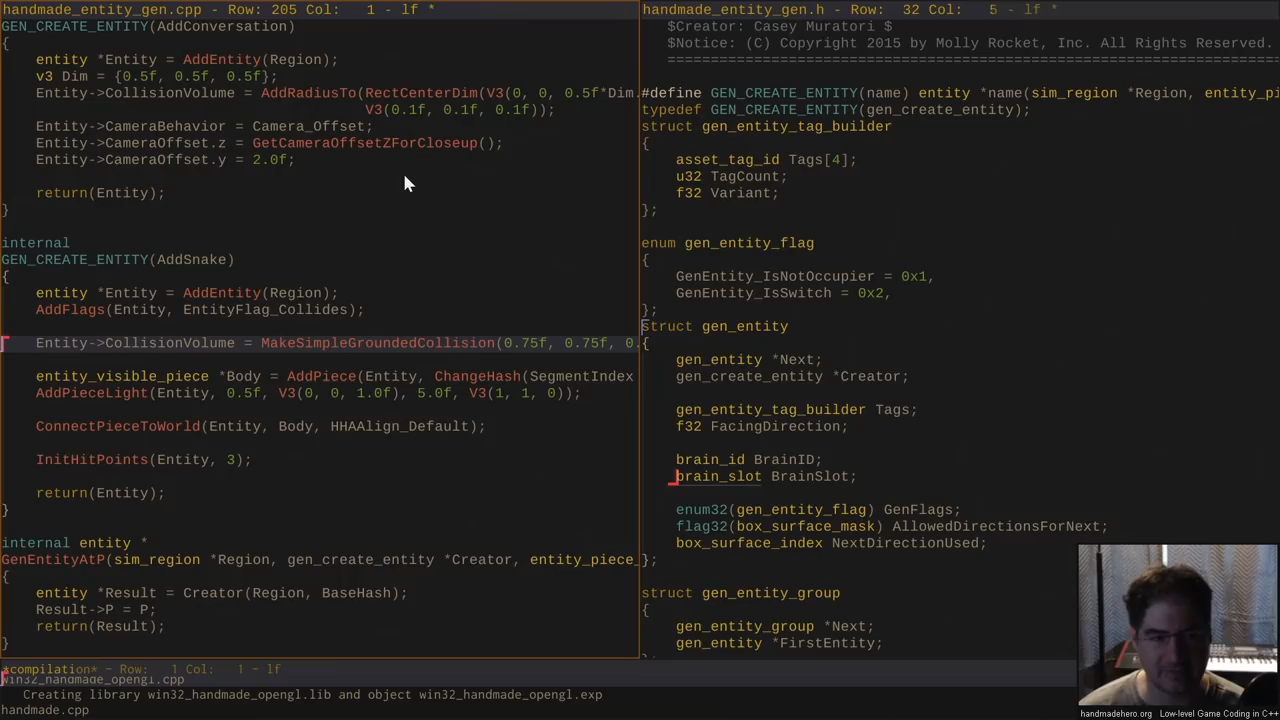 handmade_entity_gen.cpp - Row: 205 Col:   1 - lf *
GEN_CREATE_ENTITY(AddConversation)
{
    entity *Entity = AddEntity(Region);
    v3 Dim = {0.5f, 0.5f, 0.5f};
    Entity->CollisionVolume = AddRadiusTo(RectCenterDim(V3(0, 0, 0.5f*Dim.
                                          V3(0.1f, 0.1f, 0.1f));
    Entity->CameraBehavior = Camera_Offset;
    Entity->CameraOffset.z = GetCameraOffsetZForCloseup();
    Entity->CameraOffset.y = 2.0f;
    return(Entity);
}
internal
GEN_CREATE_ENTITY(AddSnake)
{
    entity *Entity = AddEntity(Region);
    AddFlags(Entity, EntityFlag_Collides);
    Entity->CollisionVolume = MakeSimpleGroundedCollision(0.75f, 0.75f, 0.
    entity_visible_piece *Body = AddPiece(Entity, ChangeHash(SegmentIndex
    AddPieceLight(Entity, 0.5f, V3(0, 0, 1.0f), 5.0f, V3(1, 1, 0));
    ConnectPieceToWorld(Entity, Body, HHAAlign_Default);
    InitHitPoints(Entity, 3);
    return(Entity);
}
internal entity *
GenEntityAtP(sim_region *Region, gen_create_entity *Creator, entity_piece_
{
    entity *Result = Creator(Region, BaseHash);
    Result->P = P;
    return(Result);
}
handmade_entity_gen.h - Row:  32 Col:   5 - lf *
$Creator: Casey Muratori $
$Notice: (C) Copyright 2015 by Molly Rocket, Inc. All Rights Reserved.
========================================================================
#define GEN_CREATE_ENTITY(name) entity *name(sim_region *Region, entity_pi
typedef GEN_CREATE_ENTITY(gen_create_entity);
struct gen_entity_tag_builder
{
    asset_tag_id Tags[4];
    u32 TagCount;
    f32 Variant;
};
enum gen_entity_flag
{
    GenEntity_IsNotOccupier = 0x1,
    GenEntity_IsSwitch = 0x2,
};
struct gen_entity
{
    gen_entity *Next;
    gen_create_entity *Creator;
    gen_entity_tag_builder Tags;
    f32 FacingDirection;
    brain_id BrainID;
    brain_slot BrainSlot;
    enum32(gen_entity_flag) GenFlags;
    flag32(box_surface_mask) AllowedDirectionsForNext;
    box_surface_index NextDirectionUsed;
};
struct gen_entity_group
{
    gen_entity_group *Next;
    gen_entity *FirstEntity;
*compilation* - Row:   1 Col:   1 - lf
win32_handmade_opengl.cpp
   Creating library win32_handmade_opengl.lib and object win32_handmade_opengl.exp
handmade.cpp
handmadehero.org   Low-level Game Coding in C++